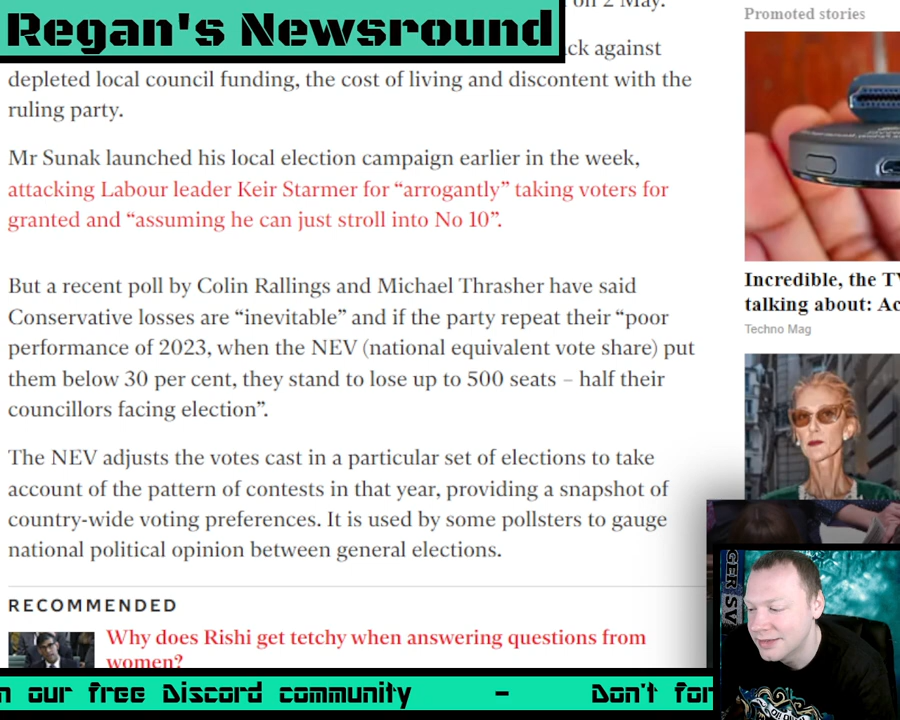 Regan's Newsround
on 2 May.
against
depleted local council funding, the cost of living and discontent with the
ruling party.
Mr Sunak launched his local election campaign earlier in the week,
attacking Labour leader Keir Starmer for “arrogantly” taking voters for
granted and “assuming he can just stroll into No 10”.
But a recent poll by Colin Rallings and Michael Thrasher have said
Conservative losses are “inevitable” and if the party repeat their “poor
performance of 2023, when the NEV (national equivalent vote share) put
them below 30 per cent, they stand to lose up to 500 seats – half their
councillors facing election”.
The NEV adjusts the votes cast in a particular set of elections to take
account of the pattern of contests in that year, providing a snapshot of
country-wide voting preferences. It is used by some pollsters to gauge
national political opinion between general elections.
RECOMMENDED
Why does Rishi get tetchy when answering questions from
women?
Promoted stories
Incredible, the TV
talking about:
Techno Mag
our free Discord community - Don't